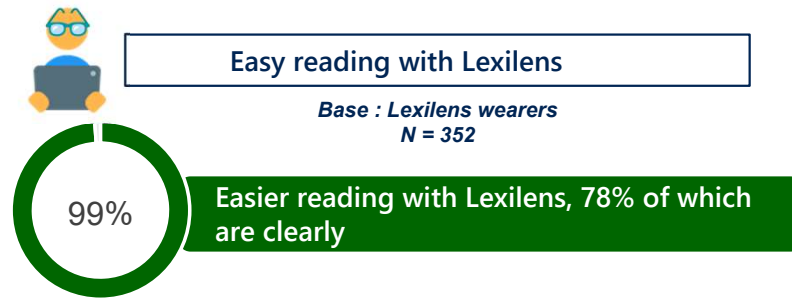 Easy reading with Lexilens
Base : Lexilens wearers
N = 352
99%
Easier reading with Lexilens, 78% of which
are clearly